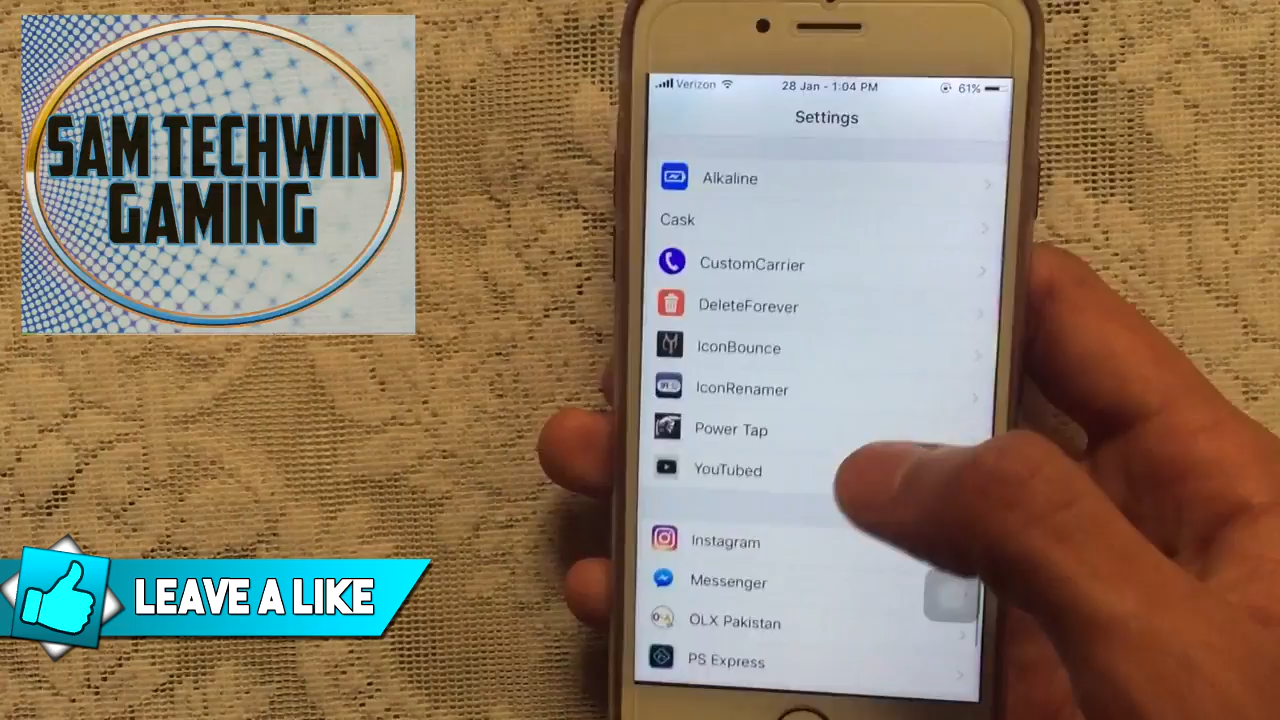 SAM TECHWIN
GAMING
LEAVE A LIKE
Verizon 28 Jan - 1:04 PM 61%
Settings
Alkaline
Cask
CustomCarrier
DeleteForever
IconBounce
IconRenamer
Power Tap
YouTubed
Instagram
Messenger
OLX Pakistan
PS Express